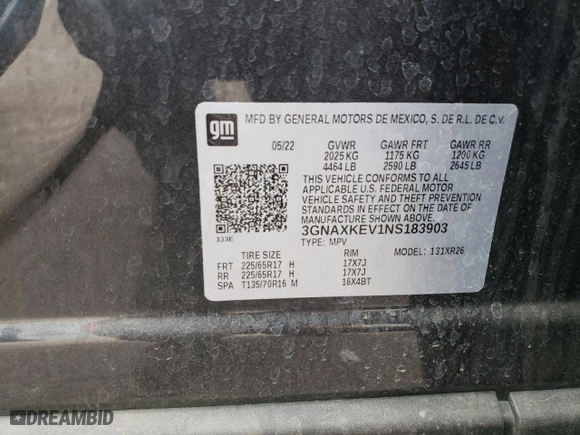 gm
MFD BY GENERAL MOTORS DE MEXICO, S. DE R.L. DE C.V.
05/22 GVWR GAWR FRT GAWR RR
2025 KG 1175 KG 1200 KG
4464 LB 2590 LB 2645 LB
THIS VEHICLE CONFORMS TO ALL
APPLICABLE U.S. FEDERAL MOTOR
VEHICLE SAFETY AND THEFT PREVENTION
STANDARDS IN EFFECT ON THE DATE OF
MANUFACTURE SHOWN ABOVE.
3GNAXKEV1NS183903
333E TYPE: MPV MODEL: 131XR26
TIRE SIZE RIM
FRT 225/65R17 H 17X7J
RR 225/65R17 H 17X7J
SPA T135/70R16 M 16X4BT
DREAMBID